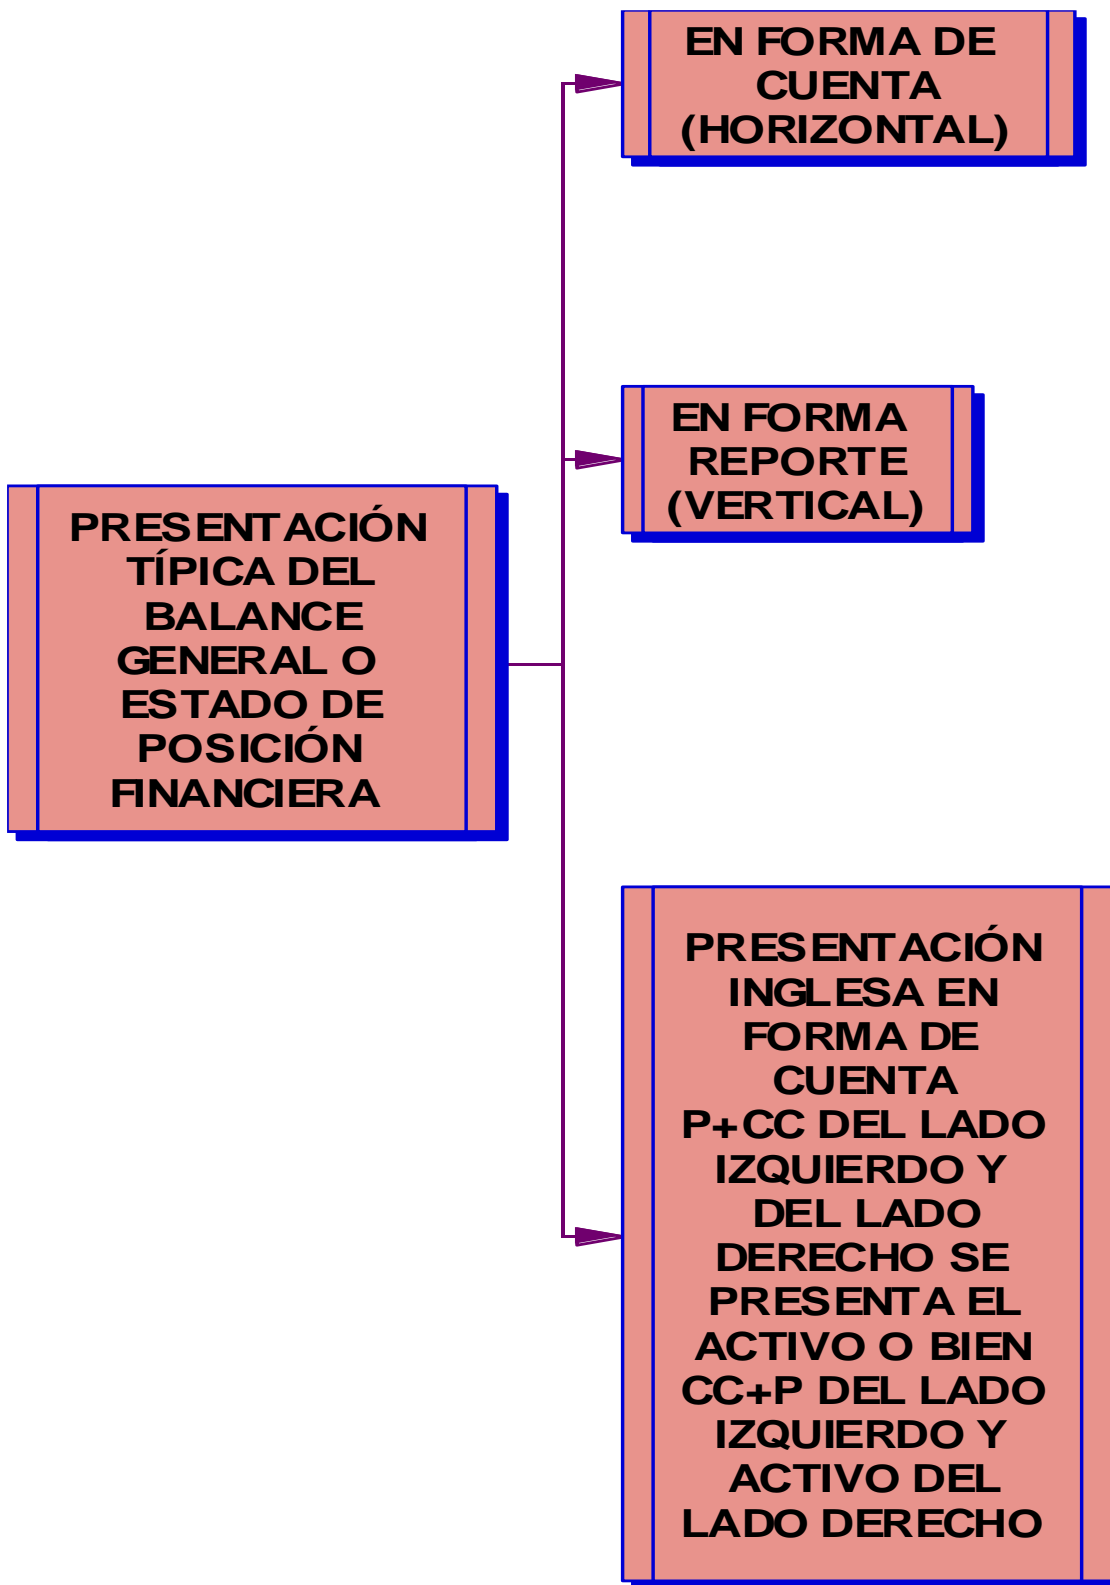 EN FORMA DE
CUENTA
(HORIZONTAL)
EN FORMA
REPORTE
(VERTICAL)
PRESENTACIÓN
TÍPICA DEL
BALANCE
GENERAL O
ESTADO DE
POSICIÓN
FINANCIERA
PRESENTACIÓN
INGLESA EN
FORMA DE
CUENTA
P+CC DEL LADO
IZQUIERDO Y
DEL LADO
DERECHO SE
PRESENTA EL
ACTIVO O BIEN
CC+P DEL LADO
IZQUIERDO Y
ACTIVO DEL
LADO DERECHO